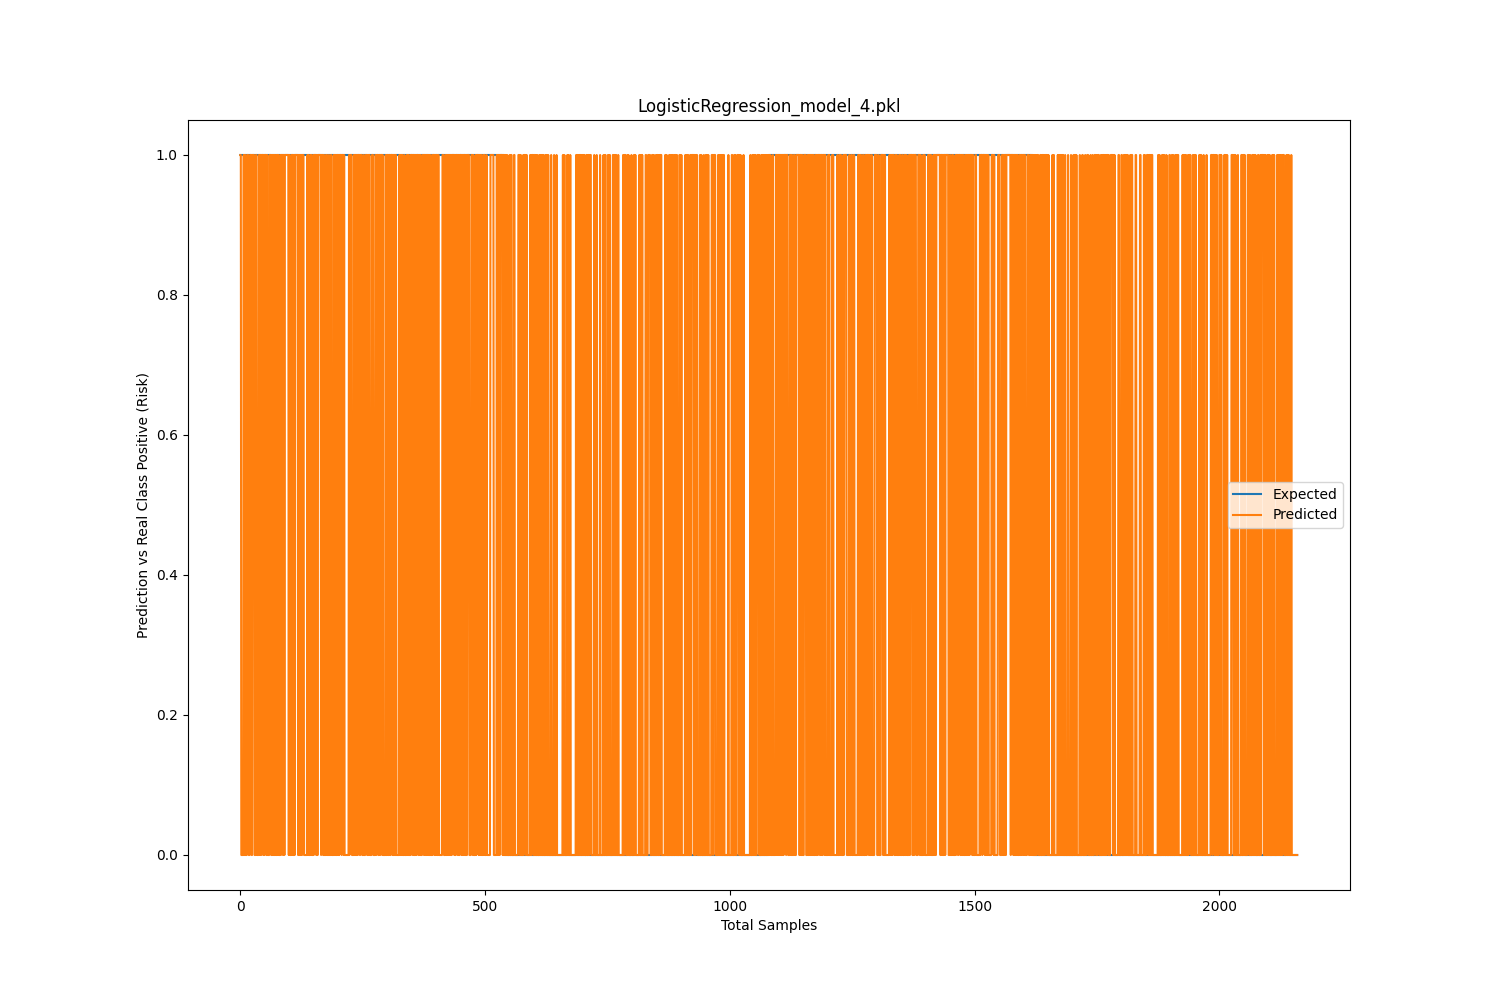 LogisticRegression_model_4.pkl
1.0
0.8
0.6
0.4
0.2
0.0
Prediction vs Real Class Positive (Risk)
Expected
Predicted
0
500
1000
1500
2000
Total Samples